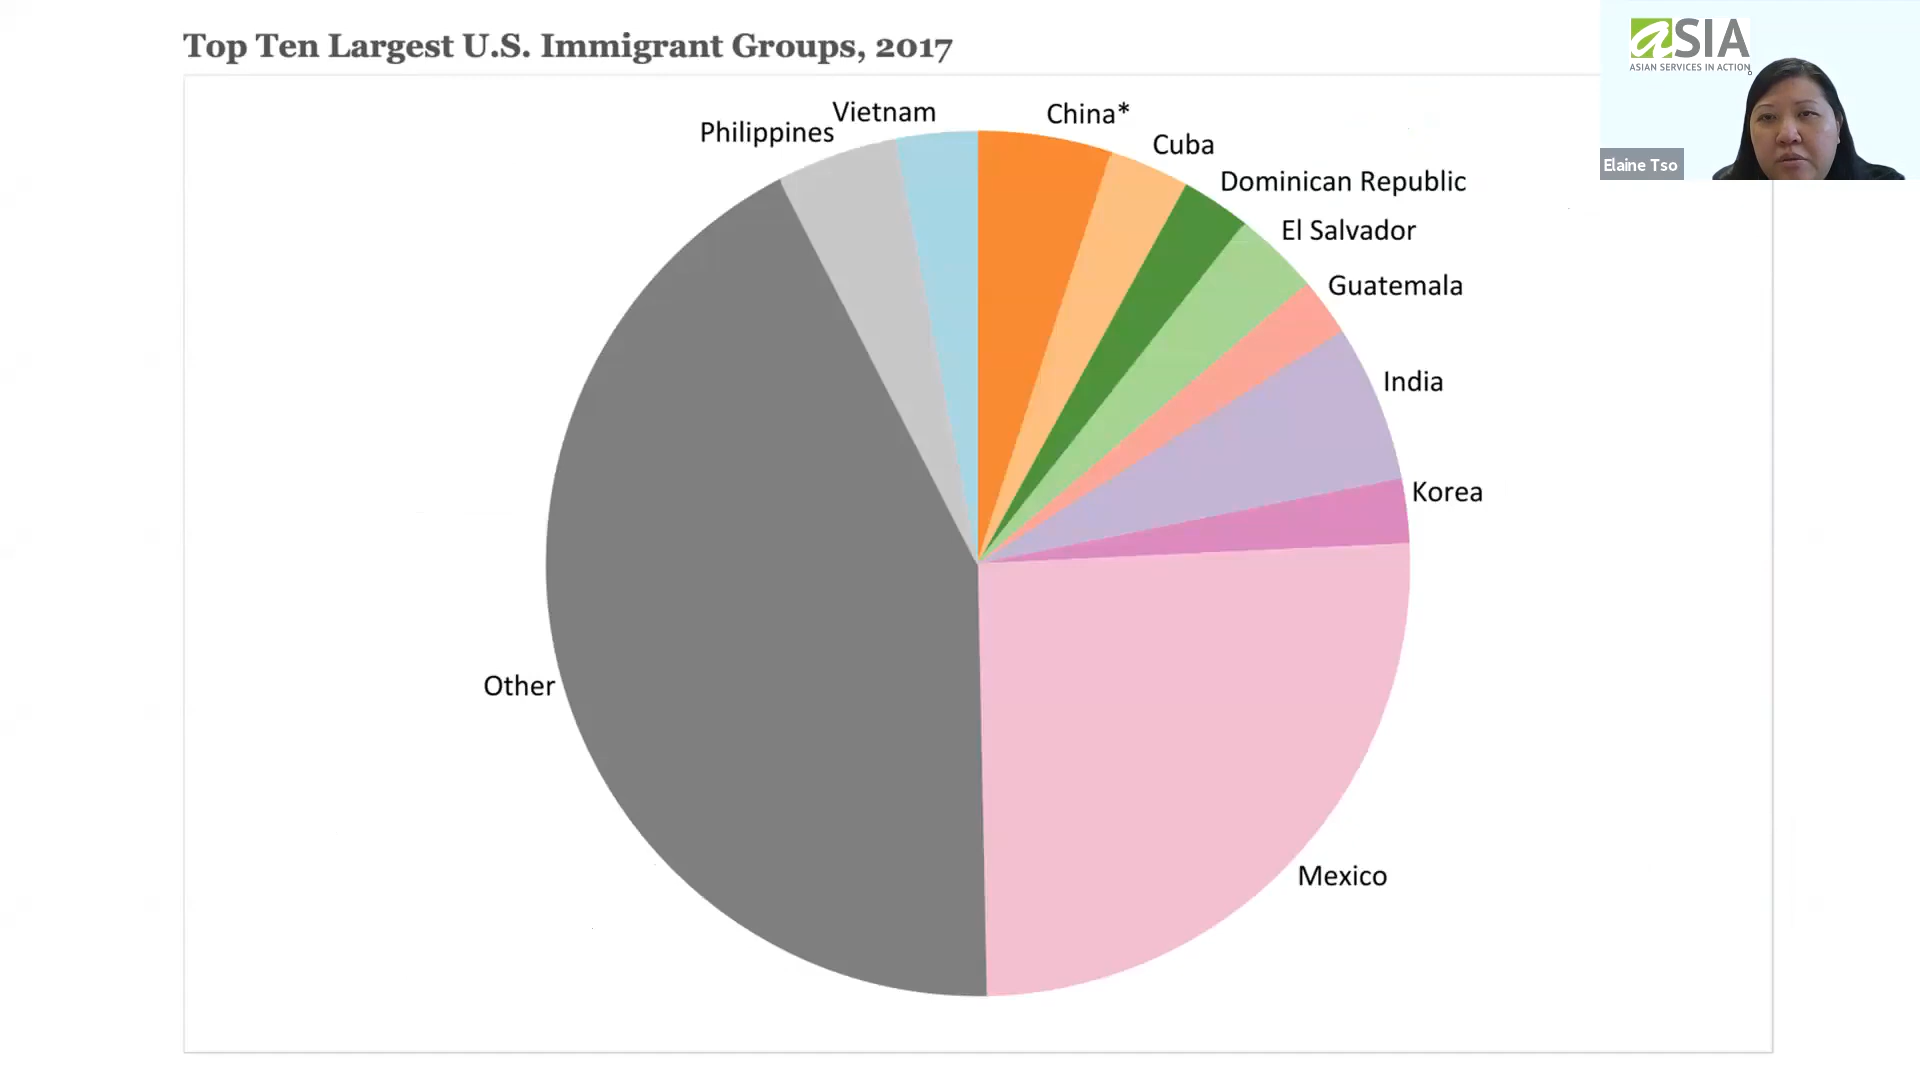 Top Ten Largest U.S. Immigrant Groups, 2017
aSIA
ASIAN SERVICES IN ACTION
Elaine Tso
Vietnam
China*
Philippines
Cuba
Dominican Republic
El Salvador
Guatemala
India
Korea
Other
Mexico